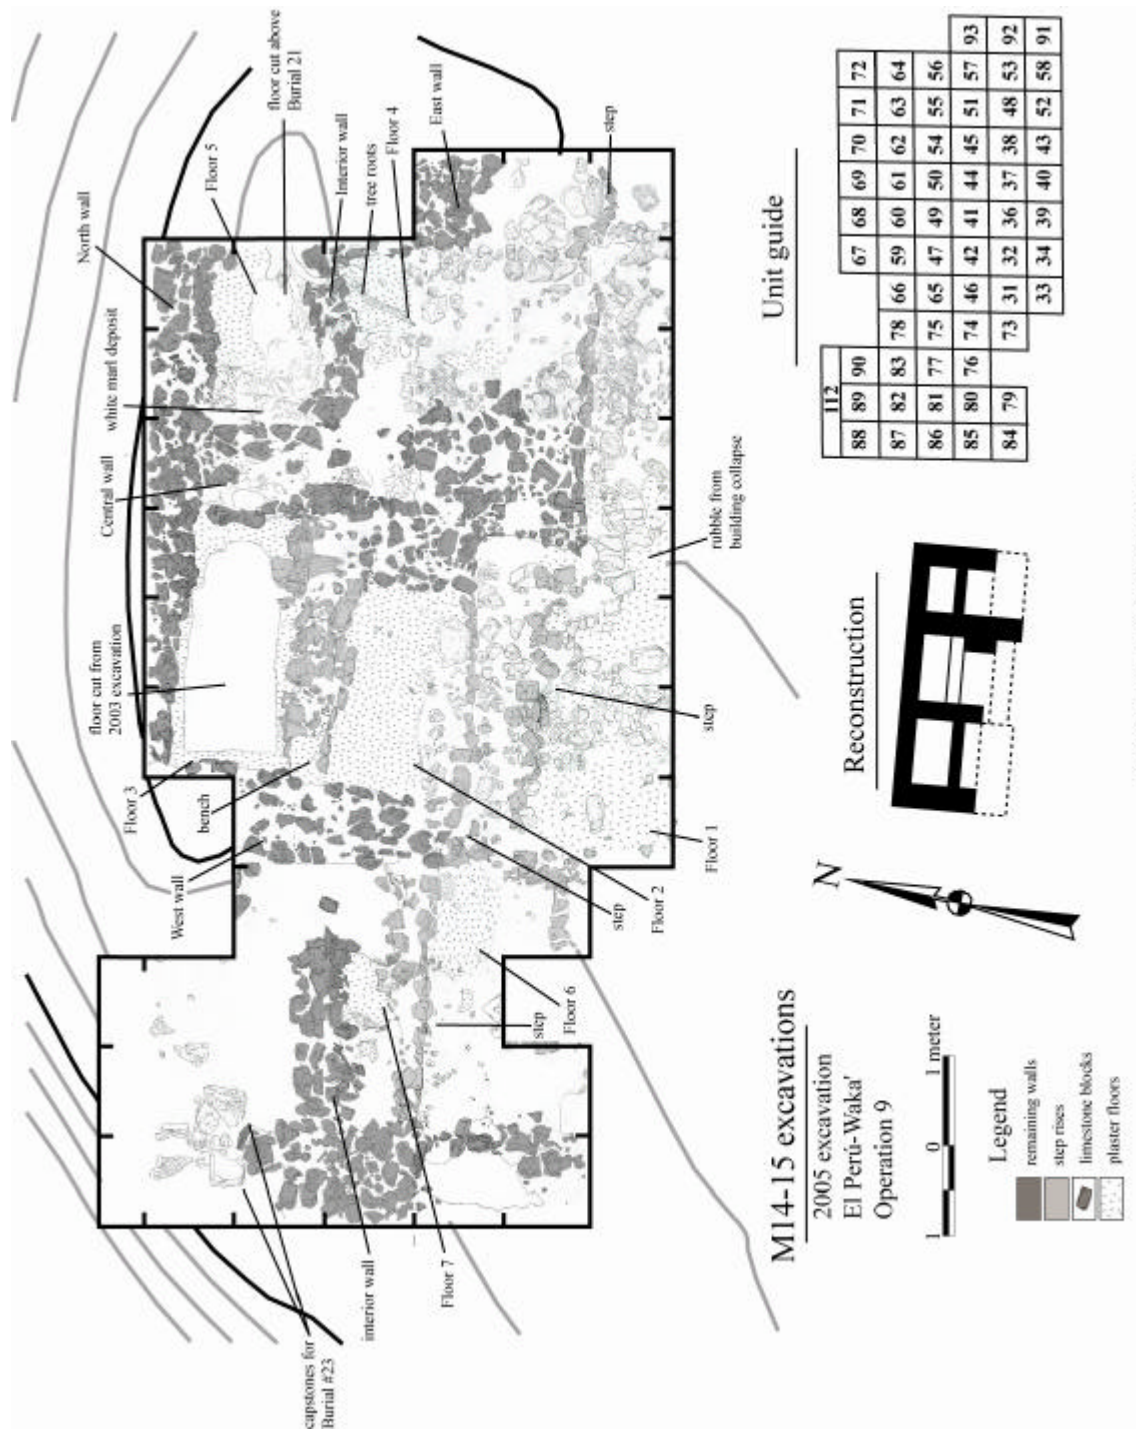 North wall
Central wall
white marl deposit
floor cut from
2003 excavation
Floor 5
floor cut above
Burial 21
Floor 3
bench
West wall
Interior wall
tree roots
Floor 4
East wall
step
capstones for
Burial #23
interior wall
Floor 7
step
Floor 6
step
Floor 2
Floor 1
step
rubble from
building collapse
M14-15 excavations
2005 excavation
El Perú-Waka'
Operation 9
1 0 1 meter
Legend
remaining walls
step rises
limestone blocks
plaster floors
N
Reconstruction
Unit guide
112
88 89 90 67 68 69 70 71 72
87 82 83 78 66 59 60 61 62 63 64
86 81 77 75 65 47 49 50 54 55 56
85 80 76 74 46 42 41 44 45 51 57 93
84 79 73 31 32 36 37 38 48 53 92
33 34 39 40 43 52 58 91